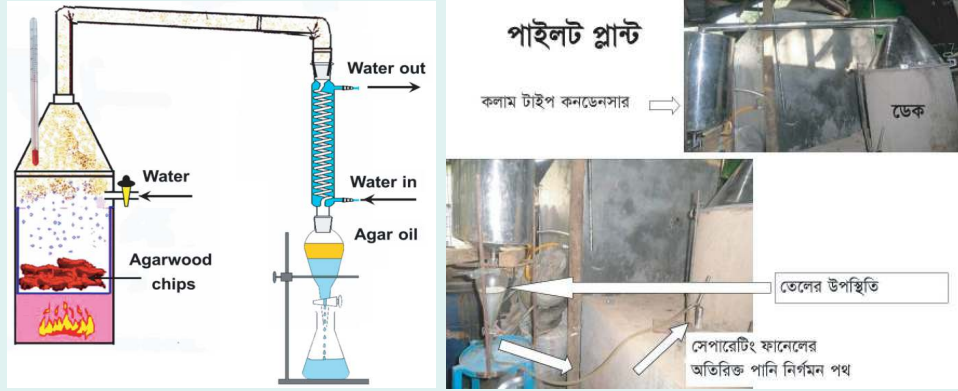 Water out
Water
Water in
Agar oil
Agarwood
chips
পাইলট প্লান্ট
কলাম টাইপ কনডেনসার
ডেক
তেলের উপস্থিতি
সেপারেটিং ফানেলের
অতিরিক্ত পানি নির্গমন পথ